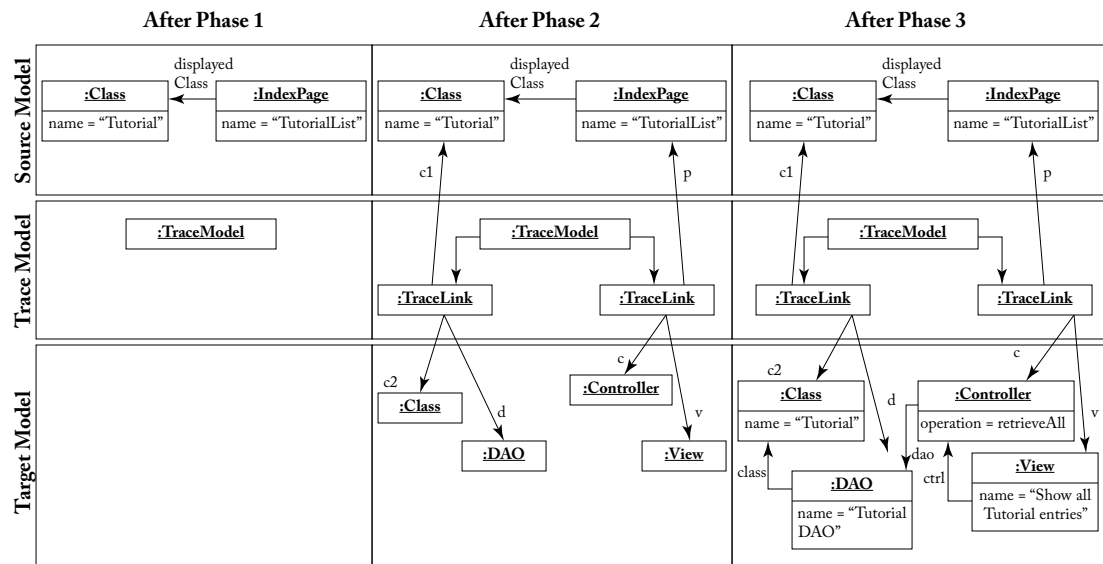 After Phase 1
After Phase 2
After Phase 3
Source Model
displayed
Class
:Class
name = “Tutorial”
:IndexPage
name = “TutorialList”
displayed
Class
:Class
name = “Tutorial”
:IndexPage
name = “TutorialList”
c1
p
displayed
Class
:Class
name = “Tutorial”
:IndexPage
name = “TutorialList”
c1
p
Trace Model
:TraceModel
:TraceModel
:TraceLink
:TraceLink
:TraceModel
:TraceLink
:TraceLink
Target Model
c2
:Class
d
:DAO
c
:Controller
v
:View
c2
:Class
name = “Tutorial”
class
d
:DAO
name = “Tutorial
DAO”
c
:Controller
operation = retrieveAll
dao
ctrl
v
:View
name = “Show all
Tutorial entries”